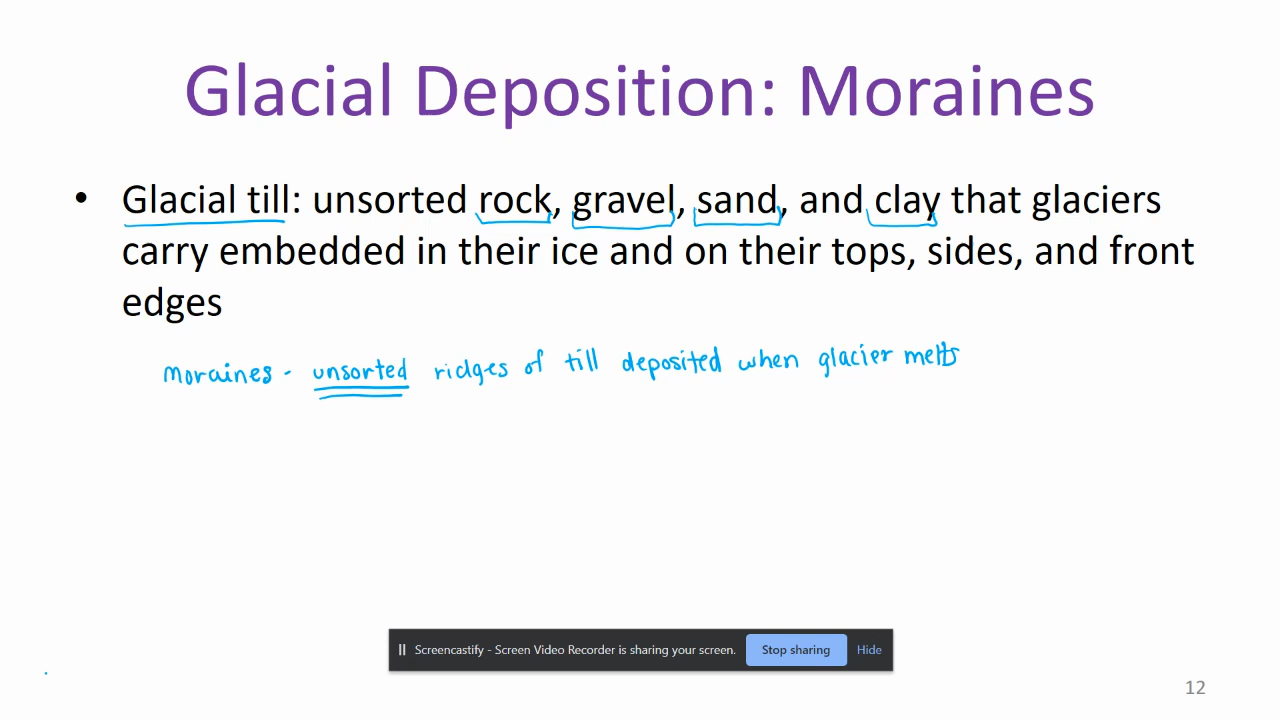 Glacial Deposition: Moraines
• Glacial till: unsorted rock, gravel, sand, and clay that glaciers
carry embedded in their ice and on their tops, sides, and front
edges
Moraines - unsorted ridges of till deposited when glacier melts
Screencastify - Screen Video Recorder is sharing your screen. Stop sharing Hide
12